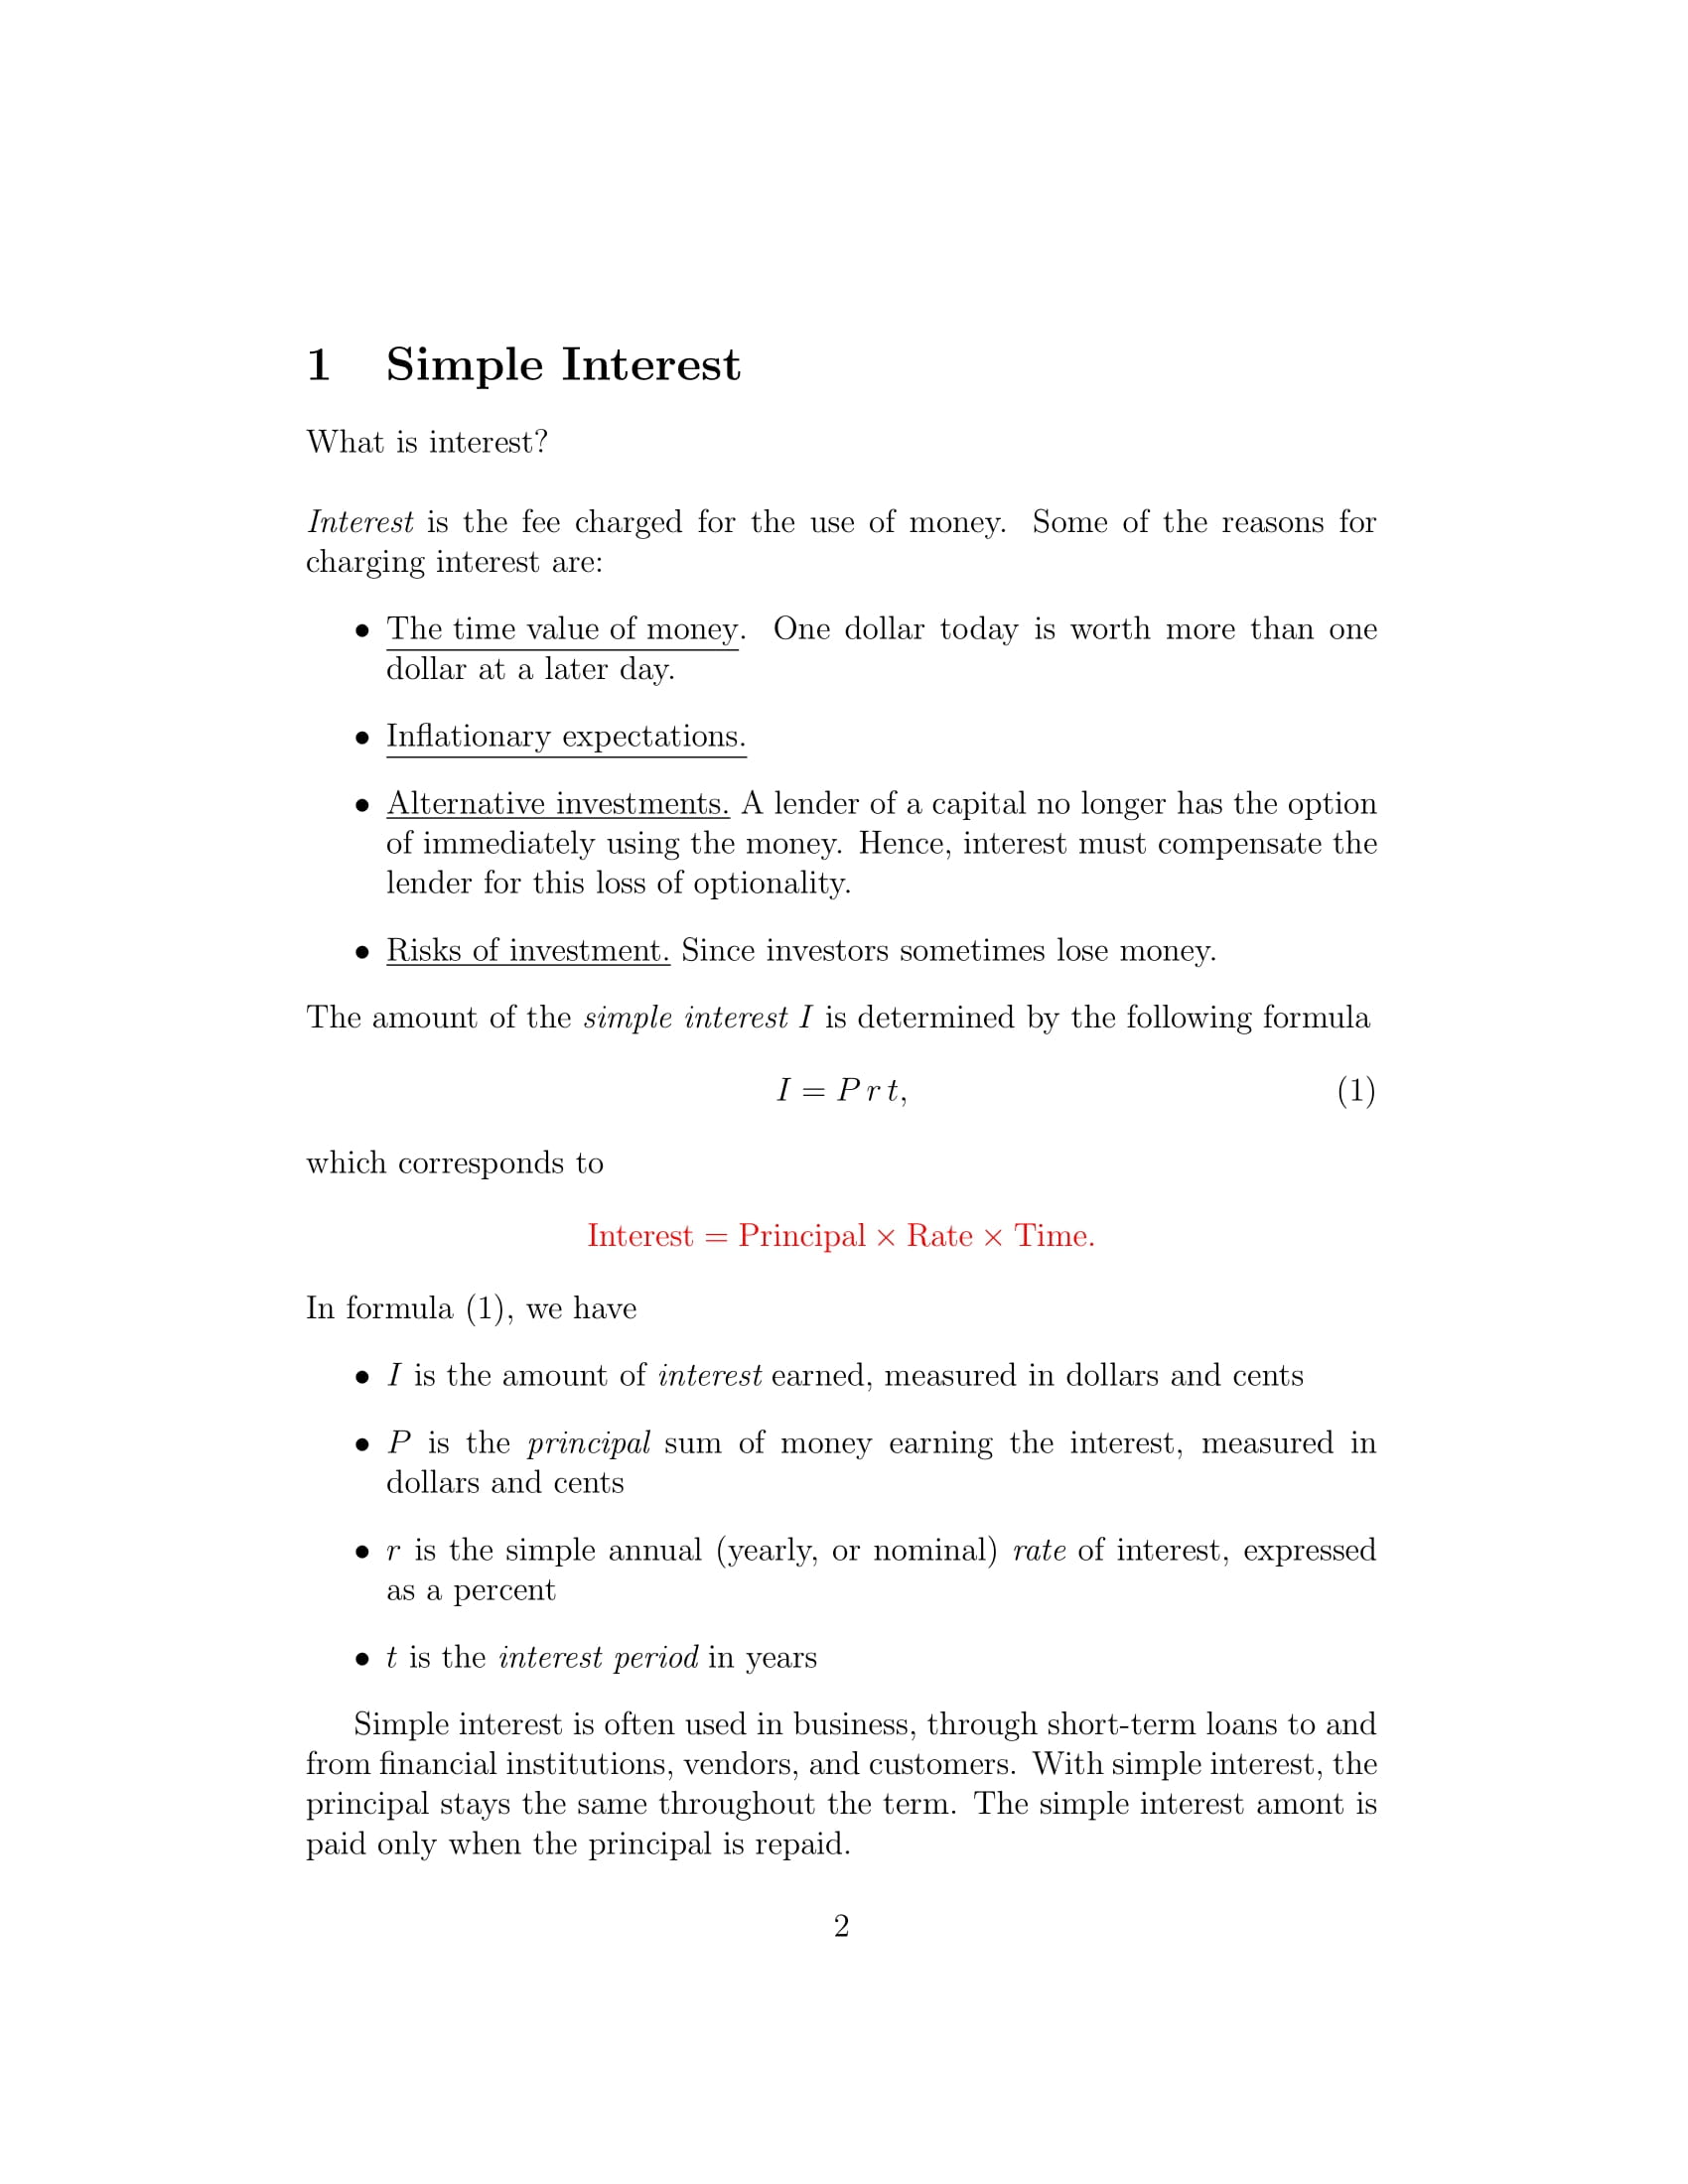 1 Simple Interest
What is interest?
Interest is the fee charged for the use of money. Some of the reasons for
charging interest are:
• The time value of money. One dollar today is worth more than one
dollar at a later day.
• Inflationary expectations.
• Alternative investments. A lender of a capital no longer has the option
of immediately using the money. Hence, interest must compensate the
lender for this loss of optionality.
• Risks of investment. Since investors sometimes lose money.
The amount of the simple interest I is determined by the following formula
I = P r t, (1)
which corresponds to
Interest = Principal × Rate × Time.
In formula (1), we have
• I is the amount of interest earned, measured in dollars and cents
• P is the principal sum of money earning the interest, measured in
dollars and cents
• r is the simple annual (yearly, or nominal) rate of interest, expressed
as a percent
• t is the interest period in years
Simple interest is often used in business, through short-term loans to and
from financial institutions, vendors, and customers. With simple interest, the
principal stays the same throughout the term. The simple interest amont is
paid only when the principal is repaid.
2